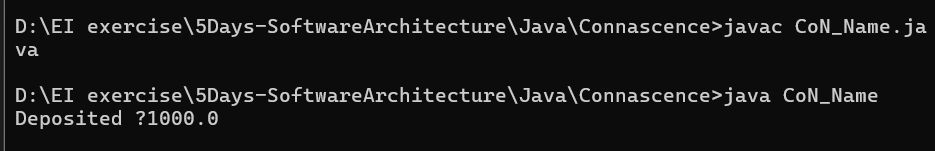 D:\EI exercise\5Days-SoftwareArchitecture\Java\Connascence>javac CoN_Name.ja
va
D:\EI exercise\5Days-SoftwareArchitecture\Java\Connascence>java CoN_Name
Deposited ?1000.0